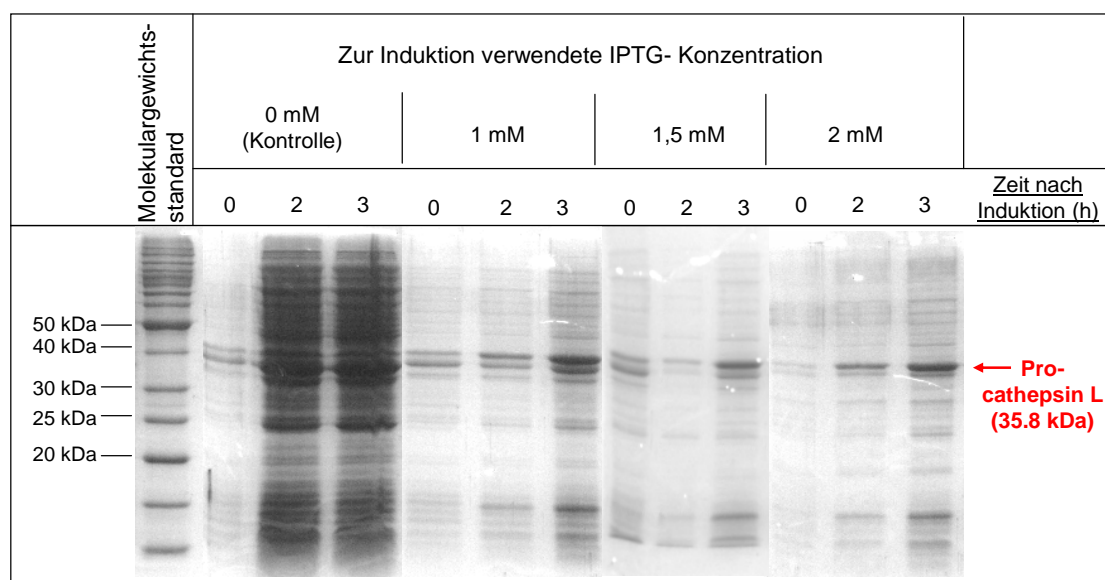 Molekulargewichts-
standard
Zur Induktion verwendete IPTG- Konzentration
0 mM
(Kontrolle)
1 mM
1,5 mM
2 mM
0
2
3
0
2
3
0
2
3
0
2
3
Zeit nach
Induktion (h)
50 kDa
40 kDa
30 kDa
25 kDa
20 kDa
Pro-
cathepsin L
(35.8 kDa)